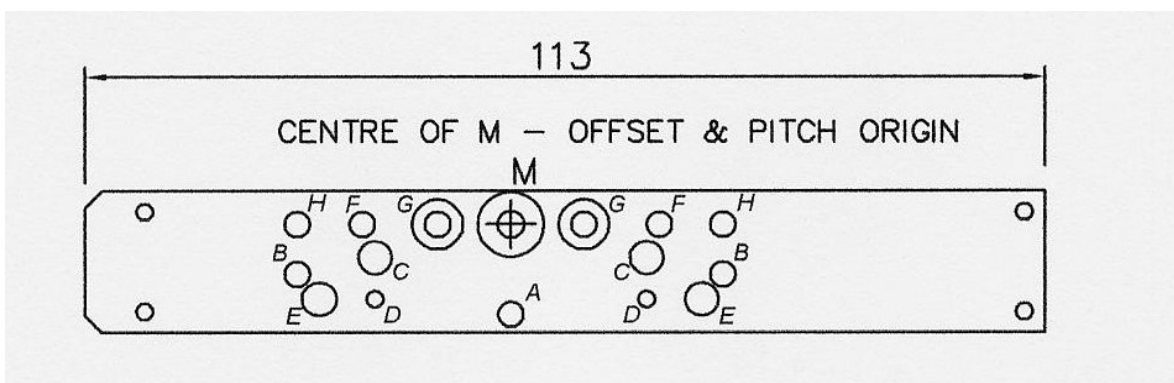 113
CENTRE OF M – OFFSET & PITCH ORIGIN
M
H F G G F H
B C C B
E D A D E